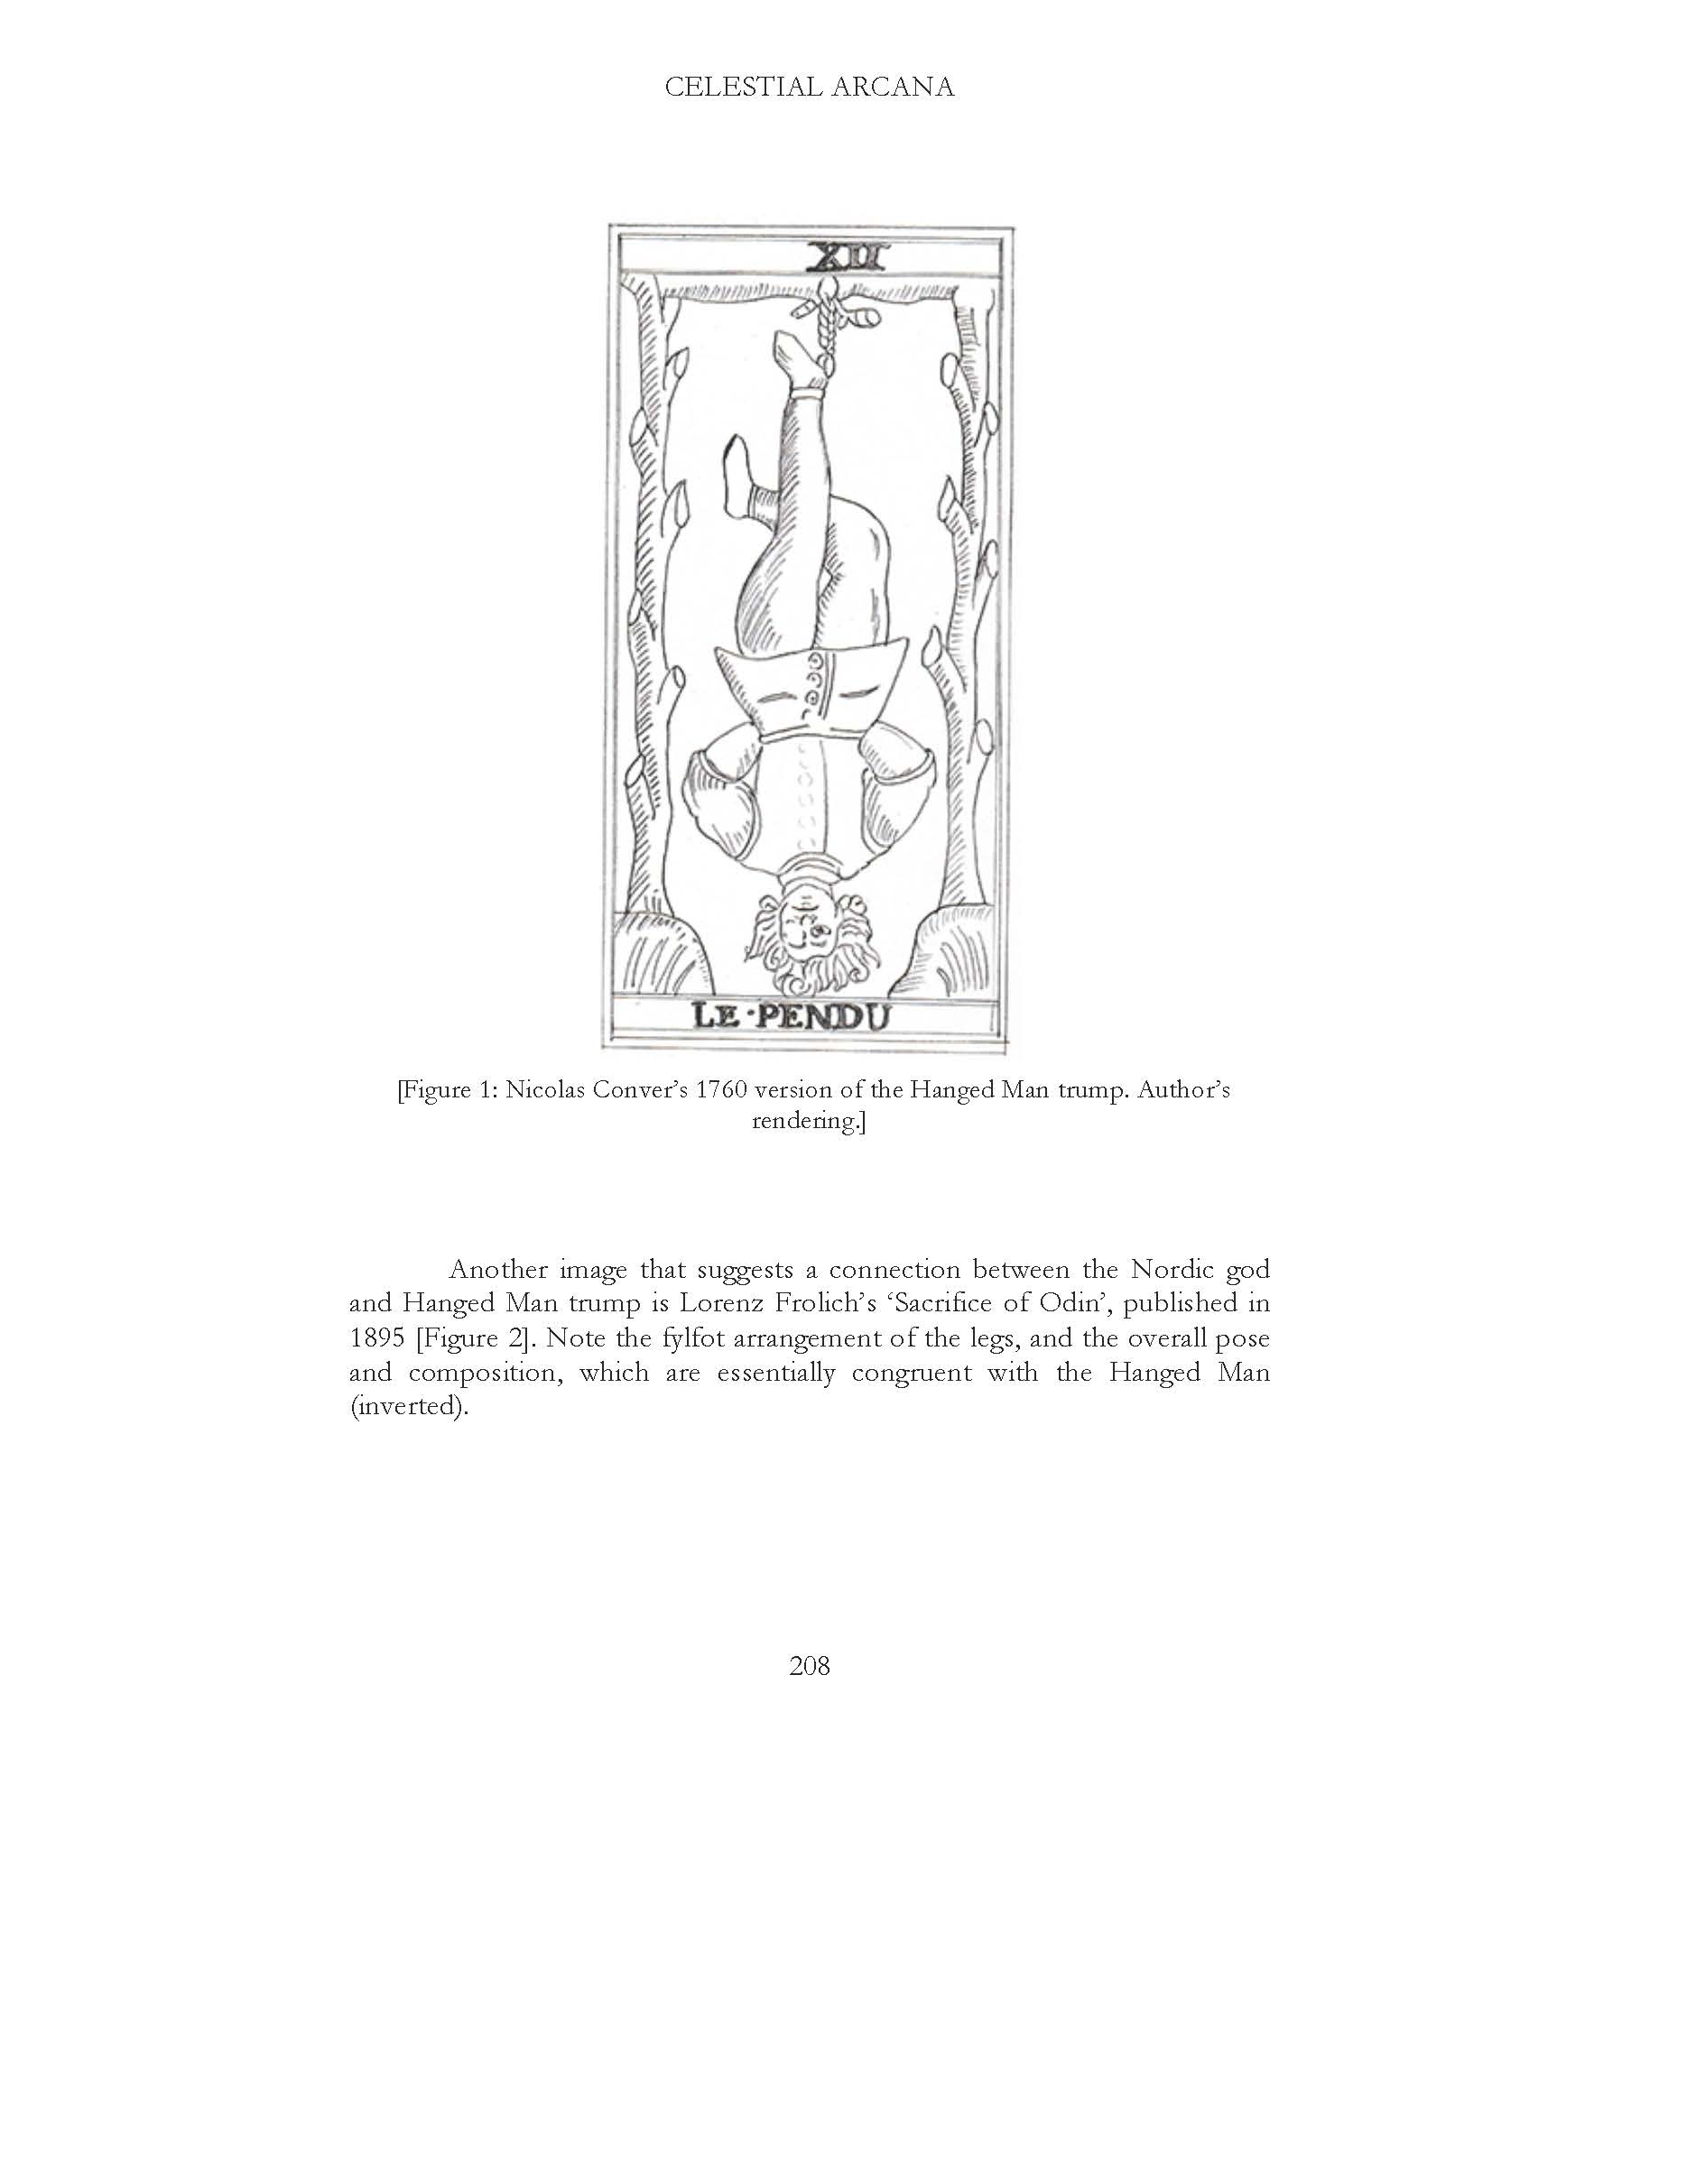 CELESTIAL ARCANA
XII
LE·PENDU
[Figure 1: Nicolas Conver’s 1760 version of the Hanged Man trump. Author’s
rendering.]
Another image that suggests a connection between the Nordic god
and Hanged Man trump is Lorenz Frolich’s ‘Sacrifice of Odin’, published in
1895 [Figure 2]. Note the fylfot arrangement of the legs, and the overall pose
and composition, which are essentially congruent with the Hanged Man
(inverted).
208